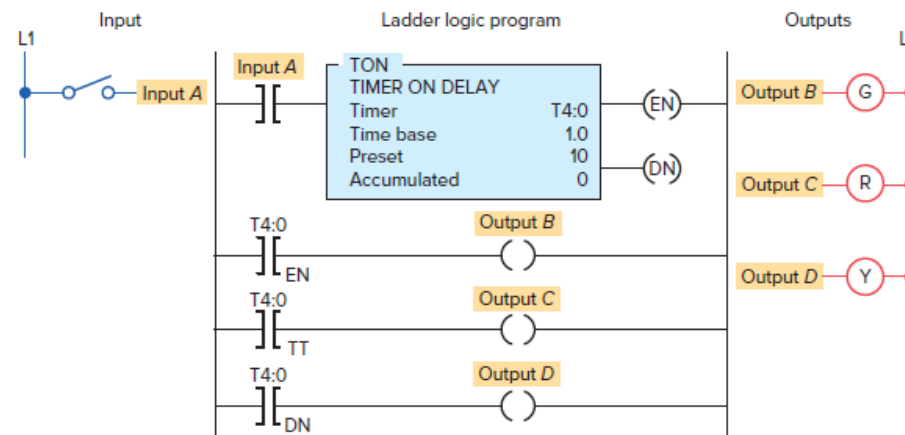 Input
Ladder logic program
Outputs
L1
L
Input A
Input A
TON
TIMER ON DELAY
Timer T4:0
Time base 1.0
Preset 10
Accumulated 0
EN
DN
Output B
G
Output C
R
Output D
Y
T4:0
EN
Output B
T4:0
TT
Output C
T4:0
DN
Output D